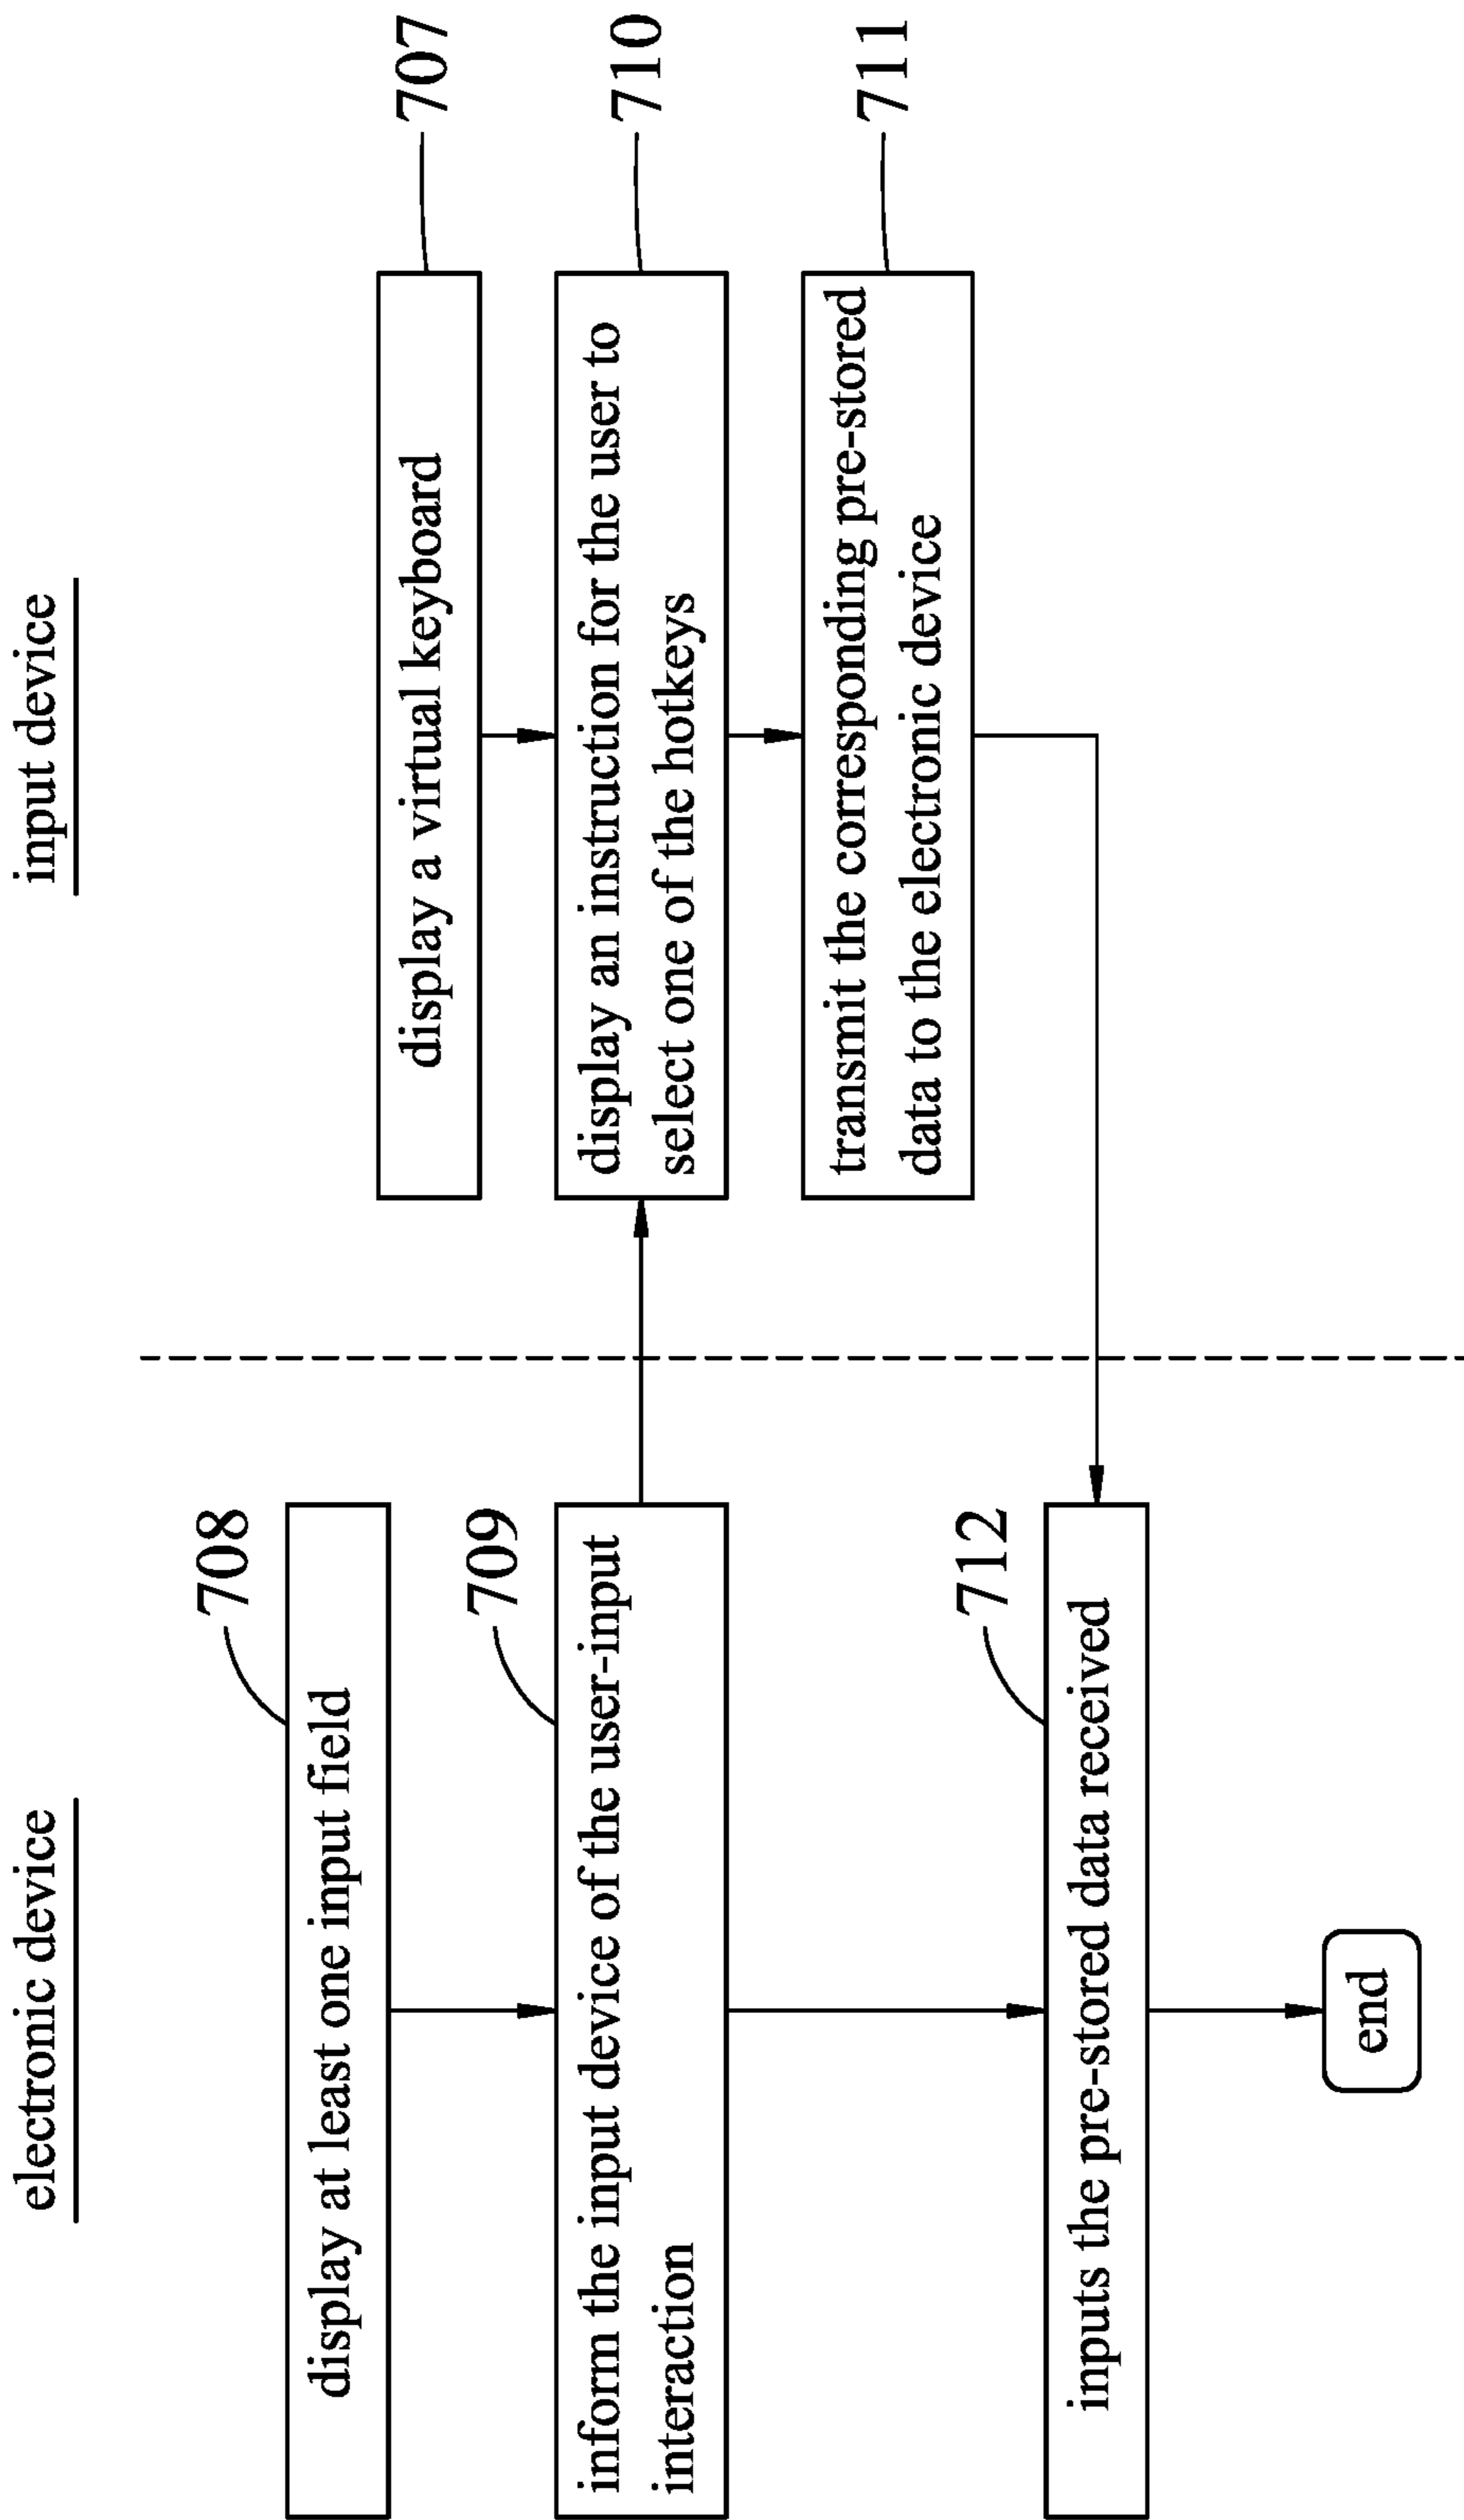 electronic device
input device
708
display at least one input field
707
display a virtual keyboard
709
inform the input device of the user-input
interaction
710
display an instruction for the user to
select one of the hotkeys
711
transmit the corresponding pre-stored
data to the electronic device
712
inputs the pre-stored data received
end